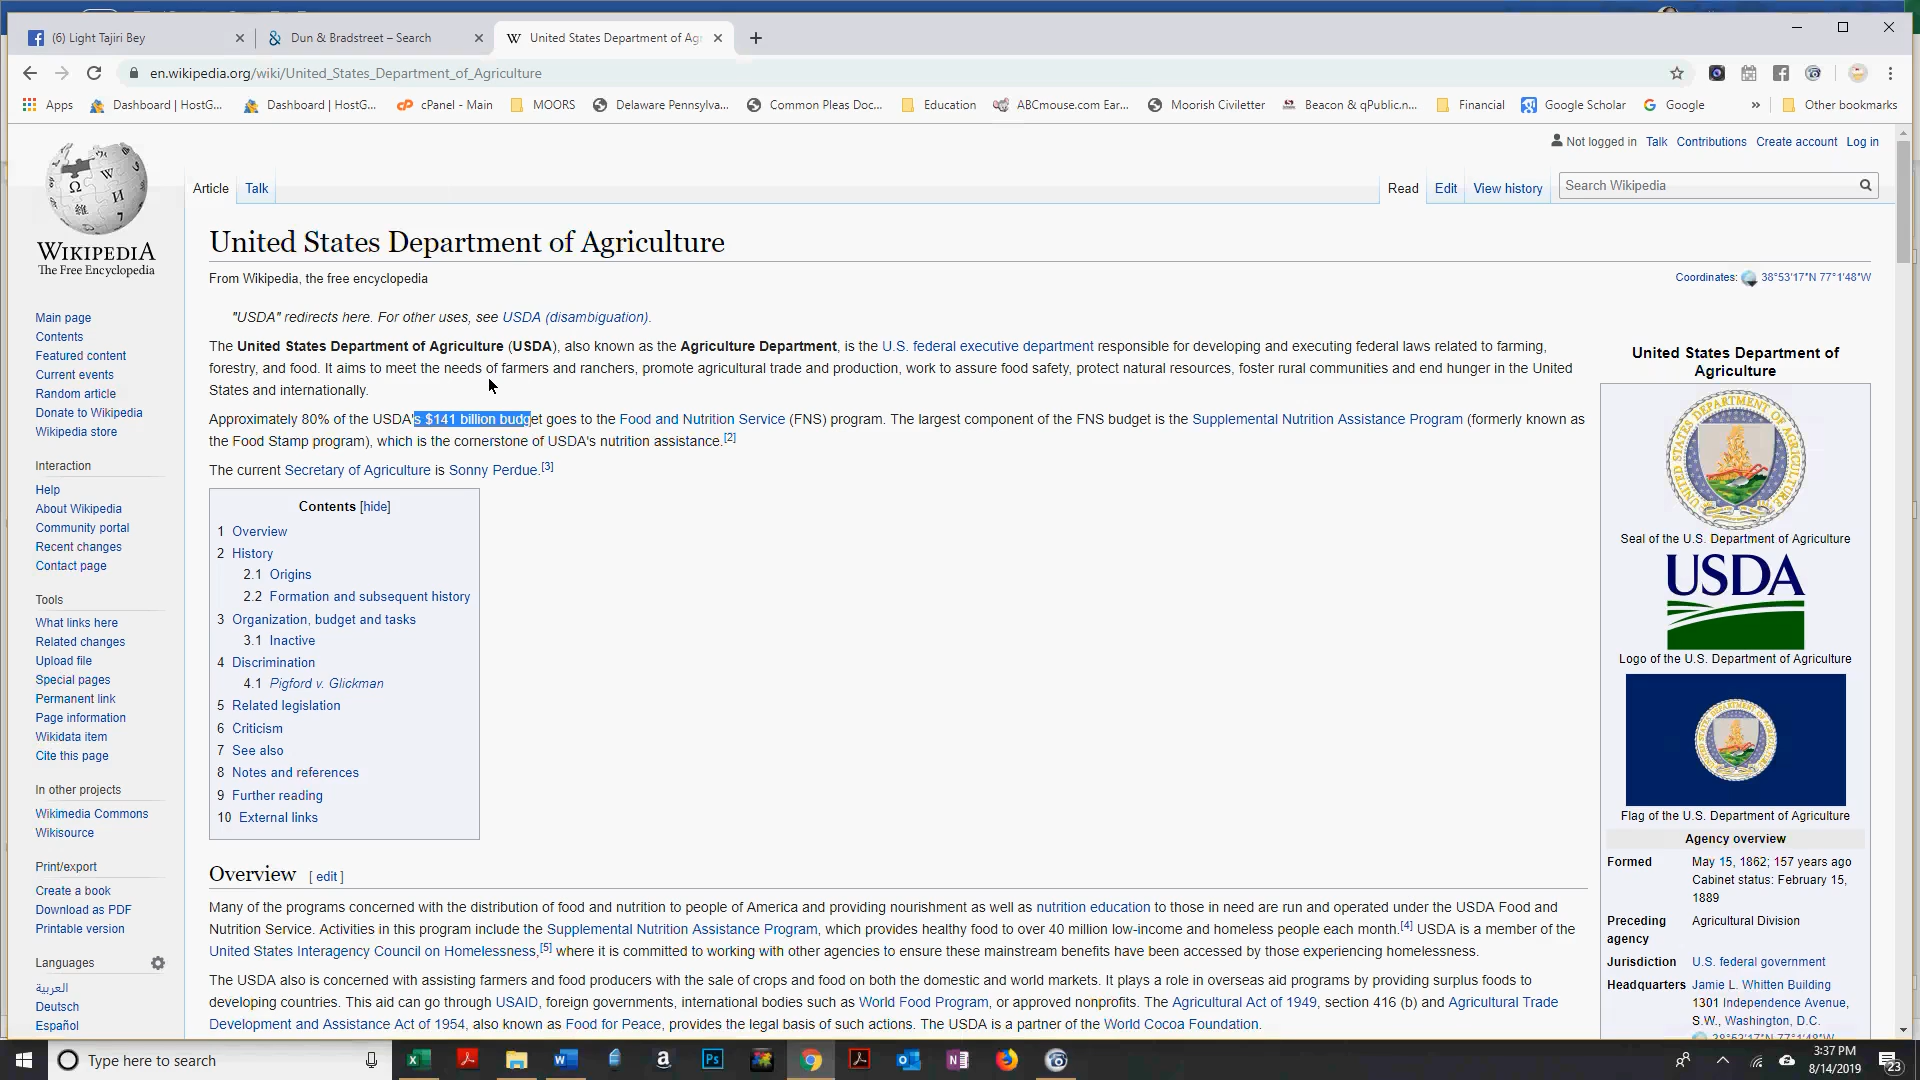 (6) Light Tajiri Bey
Dun & Bradstreet – Search
United States Department of Agr
en.wikipedia.org/wiki/United_States_Department_of_Agriculture
Apps
Dashboard | HostG...
Dashboard | HostG...
cPanel - Main
MOORS
Delaware Pennsylva...
Common Pleas Doc...
Education
ABCmouse.com Ear...
Moorish Civiletter
Beacon & qPublic.n...
Financial
Google Scholar
Google
»
Other bookmarks
WIKIPEDIA
The Free Encyclopedia
Main page
Contents
Featured content
Current events
Random article
Donate to Wikipedia
Wikipedia store
Interaction
Help
About Wikipedia
Community portal
Recent changes
Contact page
Tools
What links here
Related changes
Upload file
Special pages
Permanent link
Page information
Wikidata item
Cite this page
In other projects
Wikimedia Commons
Wikisource
Print/export
Create a book
Download as PDF
Printable version
Languages
العربية
Deutsch
Español
Not logged in Talk Contributions Create account Log in
Article Talk
Read Edit View history
Search Wikipedia
United States Department of Agriculture
From Wikipedia, the free encyclopedia
Coordinates: 38°53′17″N 77°1′48″W
"USDA" redirects here. For other uses, see USDA (disambiguation).
The United States Department of Agriculture (USDA), also known as the Agriculture Department, is the U.S. federal executive department responsible for developing and executing federal laws related to farming,
forestry, and food. It aims to meet the needs of farmers and ranchers, promote agricultural trade and production, work to assure food safety, protect natural resources, foster rural communities and end hunger in the United
States and internationally.
Approximately 80% of the USDA's $141 billion budget goes to the Food and Nutrition Service (FNS) program. The largest component of the FNS budget is the Supplemental Nutrition Assistance Program (formerly known as
the Food Stamp program), which is the cornerstone of USDA's nutrition assistance.[2]
The current Secretary of Agriculture is Sonny Perdue.[3]
Contents [hide]
1 Overview
2 History
2.1 Origins
2.2 Formation and subsequent history
3 Organization, budget and tasks
3.1 Inactive
4 Discrimination
4.1 Pigford v. Glickman
5 Related legislation
6 Criticism
7 See also
8 Notes and references
9 Further reading
10 External links
Overview [ edit ]
Many of the programs concerned with the distribution of food and nutrition to people of America and providing nourishment as well as nutrition education to those in need are run and operated under the USDA Food and
Nutrition Service. Activities in this program include the Supplemental Nutrition Assistance Program, which provides healthy food to over 40 million low-income and homeless people each month.[4] USDA is a member of the
United States Interagency Council on Homelessness,[5] where it is committed to working with other agencies to ensure these mainstream benefits have been accessed by those experiencing homelessness.
The USDA also is concerned with assisting farmers and food producers with the sale of crops and food on both the domestic and world markets. It plays a role in overseas aid programs by providing surplus foods to
developing countries. This aid can go through USAID, foreign governments, international bodies such as World Food Program, or approved nonprofits. The Agricultural Act of 1949, section 416 (b) and Agricultural Trade
Development and Assistance Act of 1954, also known as Food for Peace, provides the legal basis of such actions. The USDA is a partner of the World Cocoa Foundation.
United States Department of
Agriculture
Seal of the U.S. Department of Agriculture
USDA
Logo of the U.S. Department of Agriculture
Flag of the U.S. Department of Agriculture
Agency overview
Formed May 15, 1862; 157 years ago
Cabinet status: February 15,
1889
Preceding Agricultural Division
agency
Jurisdiction U.S. federal government
Headquarters Jamie L. Whitten Building
1301 Independence Avenue,
S.W., Washington, D.C.
38°53′17″N 77°1′48″W
Type here to search
3:37 PM
8/14/2019
23